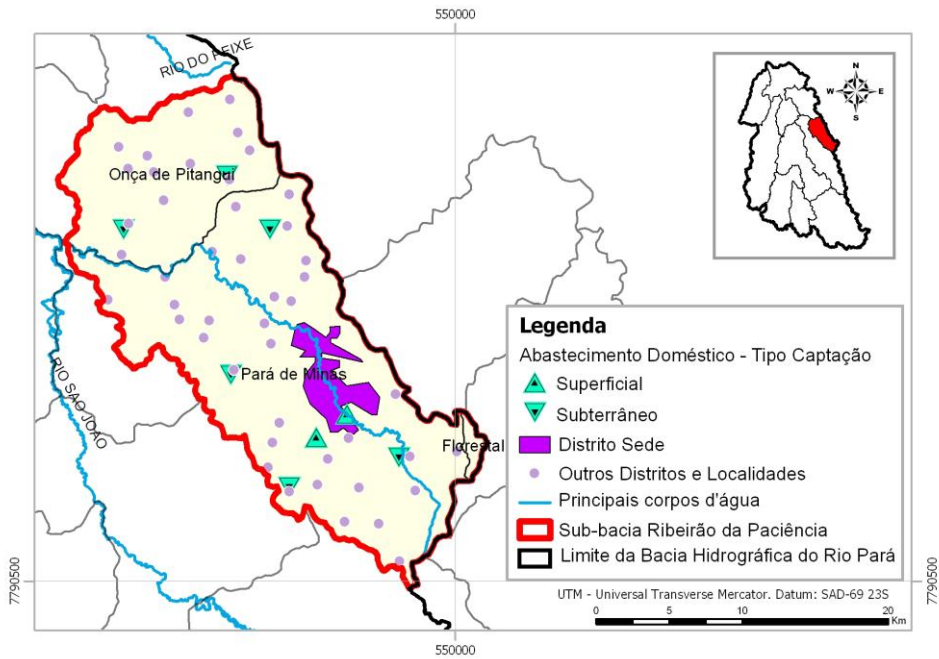 550000
RIO DO PEIXE
N
W E
S
Onça de Pitangui
Legenda
Abastecimento Doméstico - Tipo Captação
Superficial
Subterrâneo
Distrito Sede
Outros Distritos e Localidades
Principais corpos d'água
Sub-bacia Ribeirão da Paciência
Limite da Bacia Hidrográfica do Rio Pará
Pará de Minas
RIO SÃO JOÃO
Florestal
7790500
7790500
UTM - Universal Transverse Mercator. Datum: SAD-69 23S
0 5 10 20
Km
550000